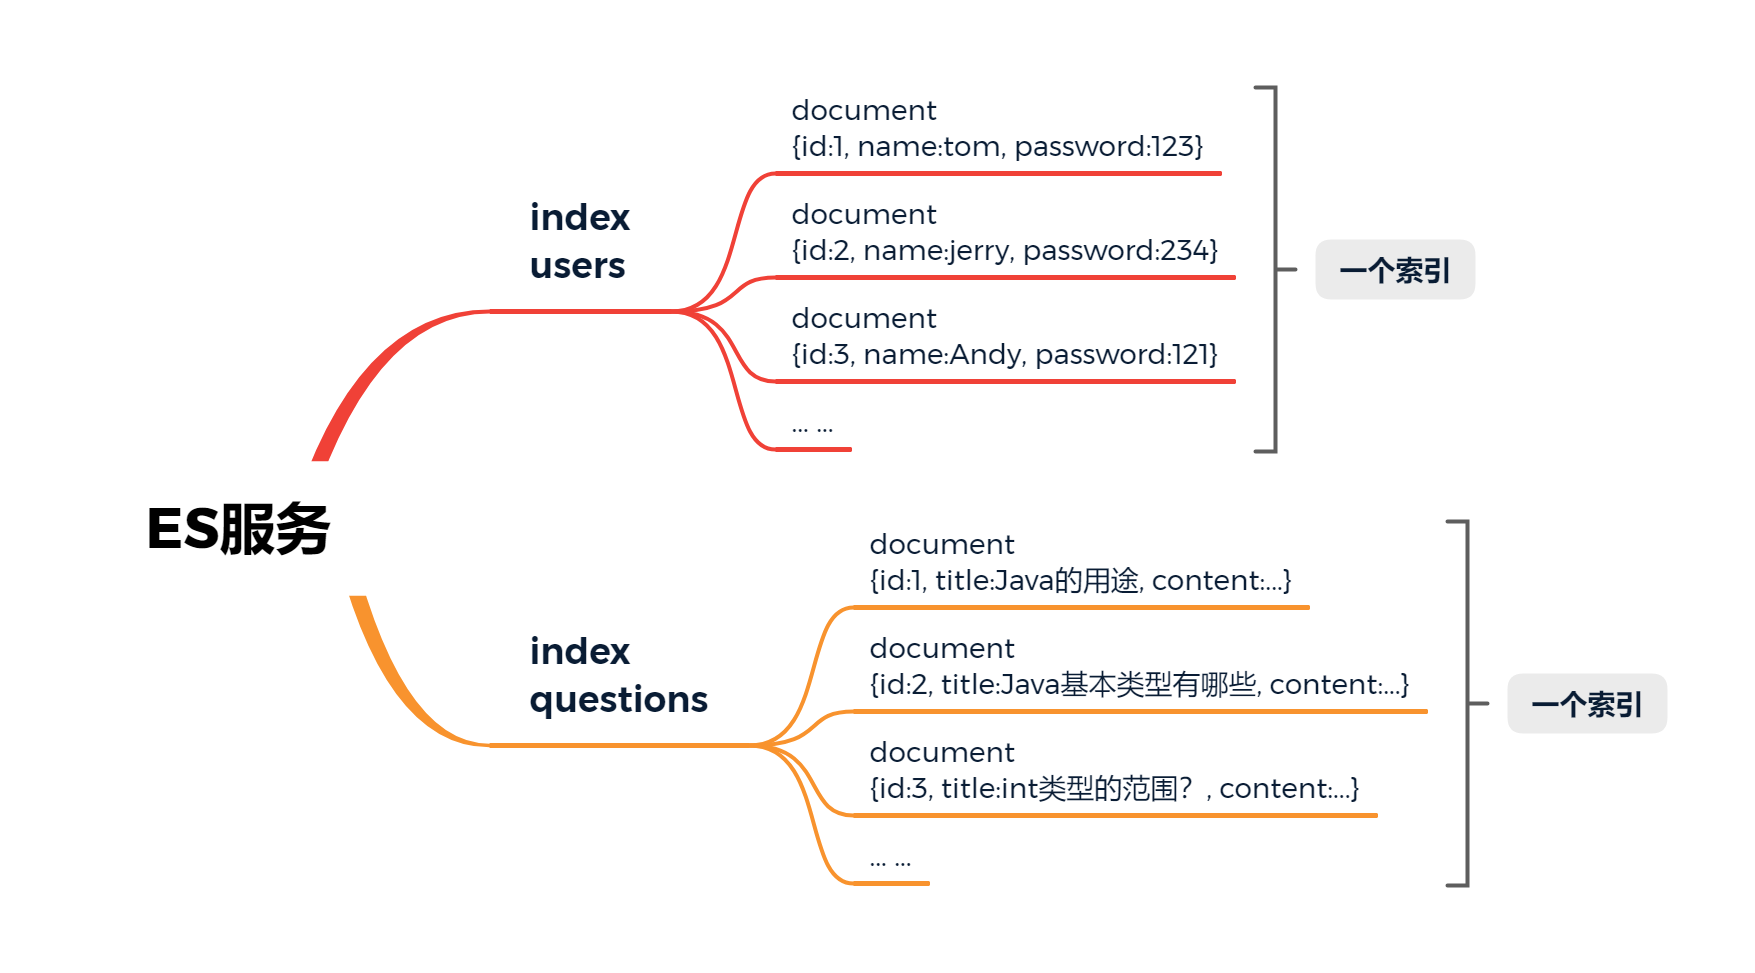 ES服务
index
users
document
{id:1, name:tom, password:123}
document
{id:2, name:jerry, password:234}
document
{id:3, name:Andy, password:121}
... ...
一个索引
index
questions
document
{id:1, title:Java的用途, content:...}
document
{id:2, title:Java基本类型有哪些, content:...}
document
{id:3, title:int类型的范围？, content:...}
... ...
一个索引